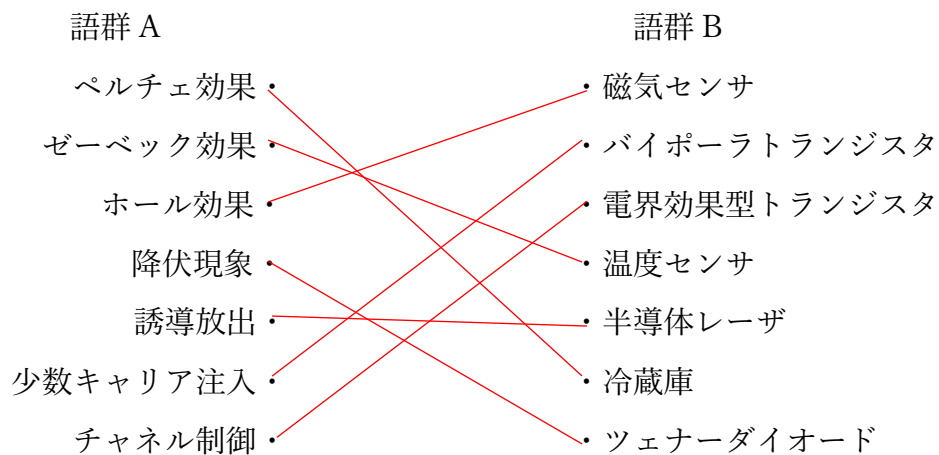 語群 A 語群 B
ペルチェ効果・ ・磁気センサ
ゼーベック効果・ ・バイポーラトランジスタ
ホール効果・ ・電界効果型トランジスタ
降伏現象・ ・温度センサ
誘導放出・ ・半導体レーザ
少数キャリア注入・ ・冷蔵庫
チャネル制御・ ・ツェナーダイオード